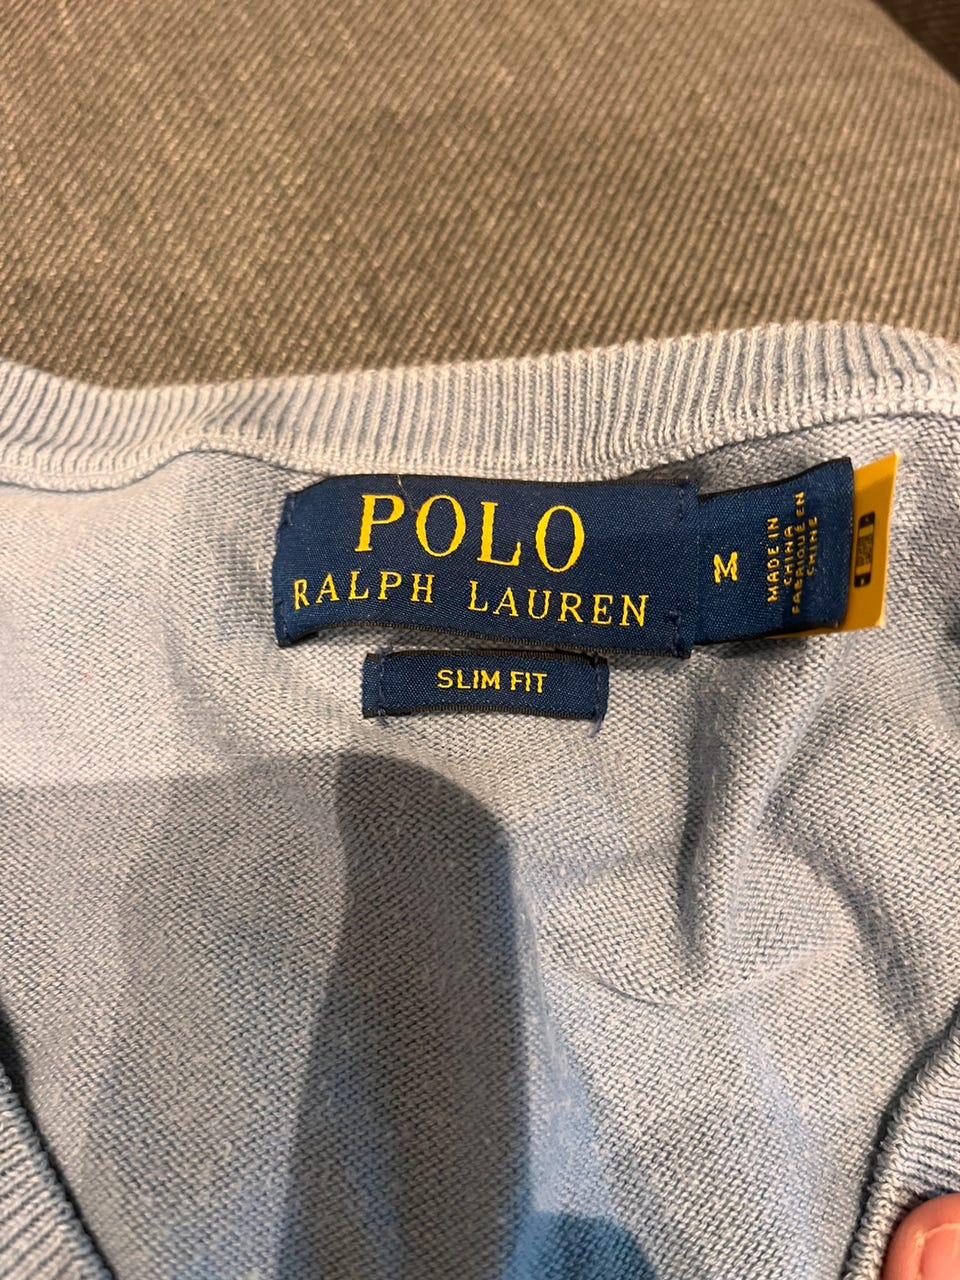 POLO
RALPH LAUREN
SLIM FIT
M
MADE IN
CHINA
FABRIQUÉ EN
CHINE